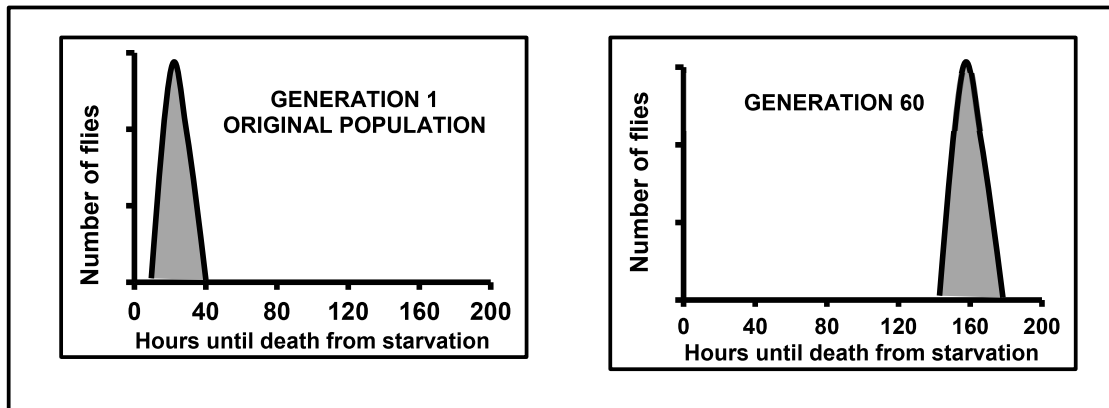 GENERATION 1
ORIGINAL POPULATION
Number of flies
0 40 80 120 160 200
Hours until death from starvation
GENERATION 60
Number of flies
0 40 80 120 160 200
Hours until death from starvation